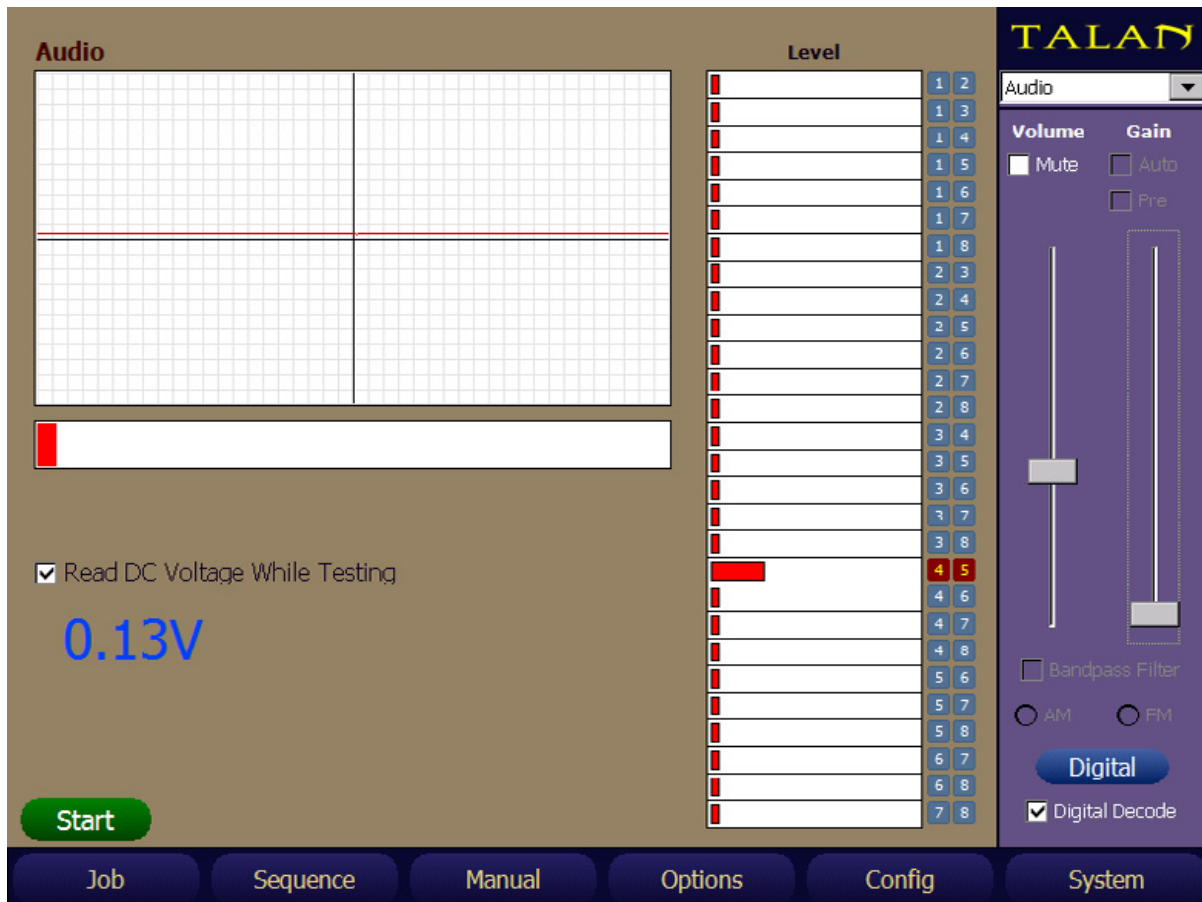 Audio
Level
1 2
1 3
1 4
1 5
1 6
1 7
1 8
2 3
2 4
2 5
2 6
2 7
2 8
3 4
3 5
3 6
3 7
3 8
4 5
4 6
4 7
4 8
5 6
5 7
5 8
6 7
6 8
7 8
Read DC Voltage While Testing
0.13V
Start
TALAN
Audio
Volume Gain
Mute Auto
Pre
Bandpass Filter
AM FM
Digital
Digital Decode
Job Sequence Manual Options Config System